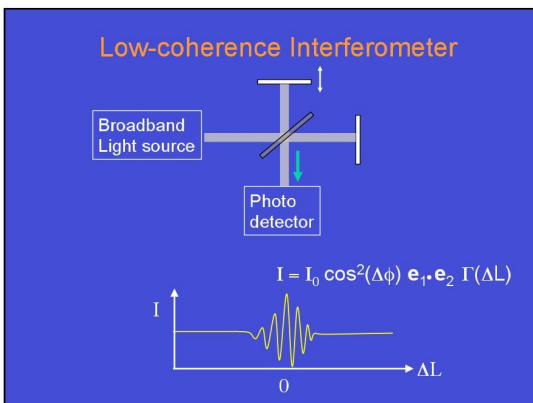 Low-coherence Interferometer
Broadband
Light source
Photo
detector
I = I₀ cos²(Δϕ) e₁•e₂ Γ(ΔL)
I
ΔL
0